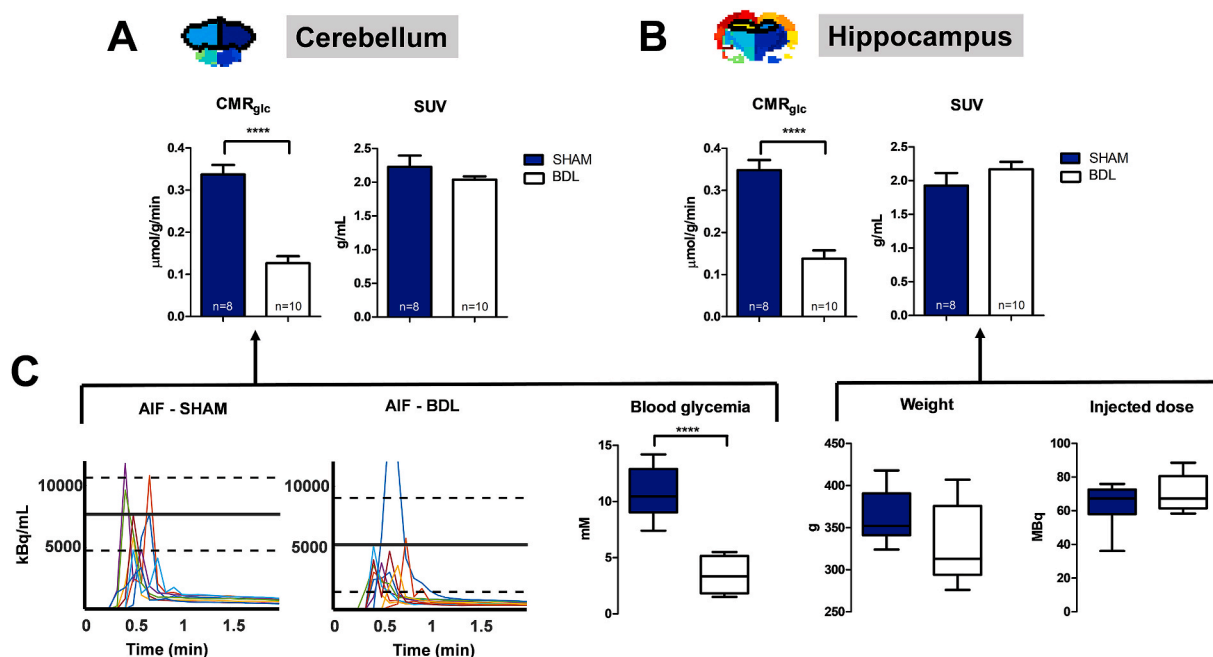 A
Cerebellum
CMRglc
SUV
****
μmol/g/min
0.4
0.3
0.2
0.1
0.0
n=8
n=10
g/mL
2.5
2.0
1.5
1.0
0.5
0.0
n=8
n=10
SHAM
BDL
B
Hippocampus
CMRglc
SUV
****
μmol/g/min
0.4
0.3
0.2
0.1
0.0
n=8
n=10
g/mL
2.5
2.0
1.5
1.0
0.5
0.0
n=8
n=10
SHAM
BDL
C
AIF - SHAM
kBq/mL
10000
5000
0 0.5 1 1.5
Time (min)
AIF - BDL
10000
5000
0 0.5 1 1.5
Time (min)
Blood glycemia
****
mM
15
10
5
0
Weight
g
450
400
350
300
250
Injected dose
MBq
100
80
60
40
20
0